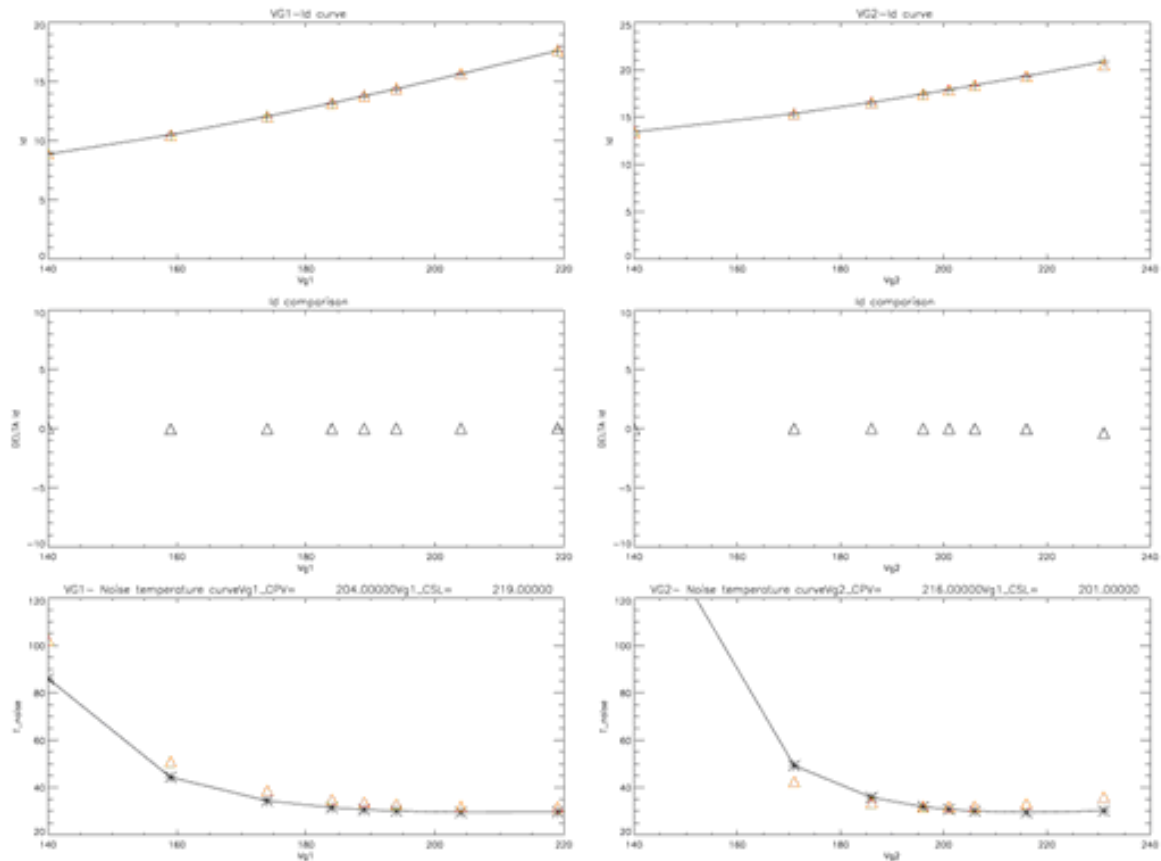 VG1-Id curve
20
15
10
5
0
Id
140 160 180 200 220
Vg1
VG2-Id curve
25
20
15
10
5
0
Id
140 160 180 200 220 240
Vg2
Id comparison
10
5
0
-5
-10
DELTA Id
140 160 180 200 220
Vg1
Id comparison
10
5
0
-5
-10
DELTA Id
140 160 180 200 220 240
Vg2
VG1- Noise temperature curveVg1_CPV= 204.00000Vg1_CSL= 219.00000
120
100
80
60
40
20
T_noise
140 160 180 200 220
Vg1
VG2- Noise temperature curveVg2_CPV= 216.00000Vg1_CSL= 201.00000
120
100
80
60
40
20
T_noise
140 160 180 200 220 240
Vg2